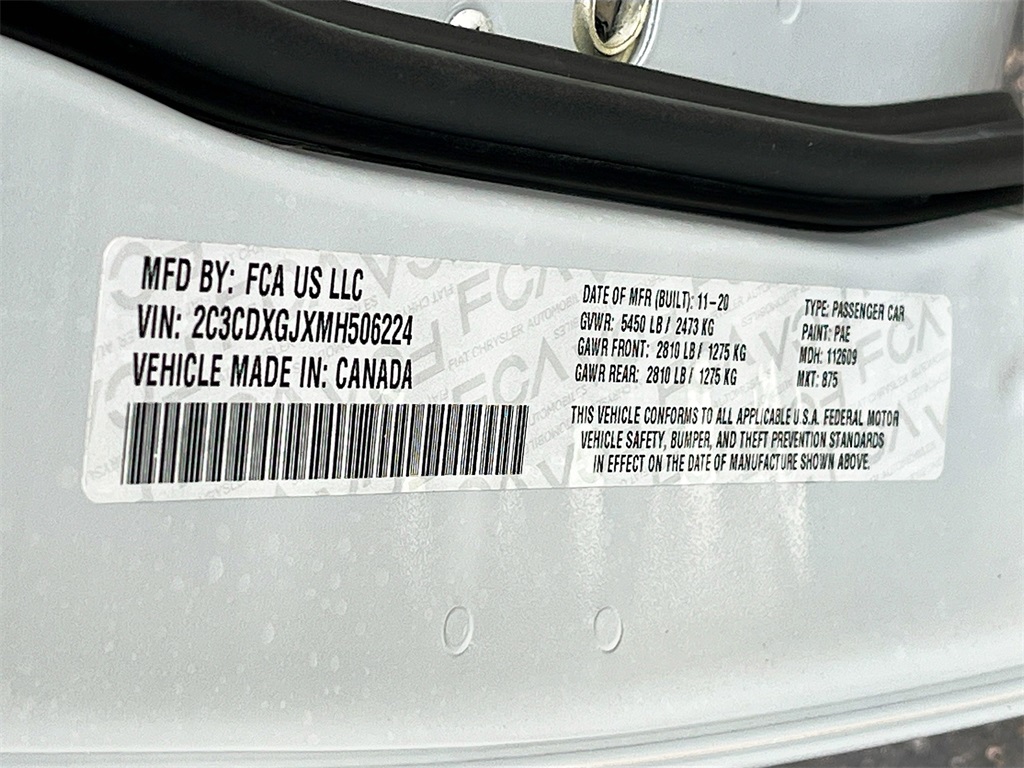 MFD BY: FCA US LLC
VIN: 2C3CDXGJXMH506224
VEHICLE MADE IN: CANADA
DATE OF MFR (BUILT): 11-20
GVWR: 5450 LB / 2473 KG
GAWR FRONT: 2810 LB / 1275 KG
GAWR REAR: 2810 LB / 1275 KG
TYPE: PASSENGER CAR
PAINT: PAE
MDH: 112609
MKT: 875
THIS VEHICLE CONFORMS TO ALL APPLICABLE U.S.A. FEDERAL MOTOR
VEHICLE SAFETY, BUMPER, AND THEFT PREVENTION STANDARDS
IN EFFECT ON THE DATE OF MANUFACTURE SHOWN ABOVE.